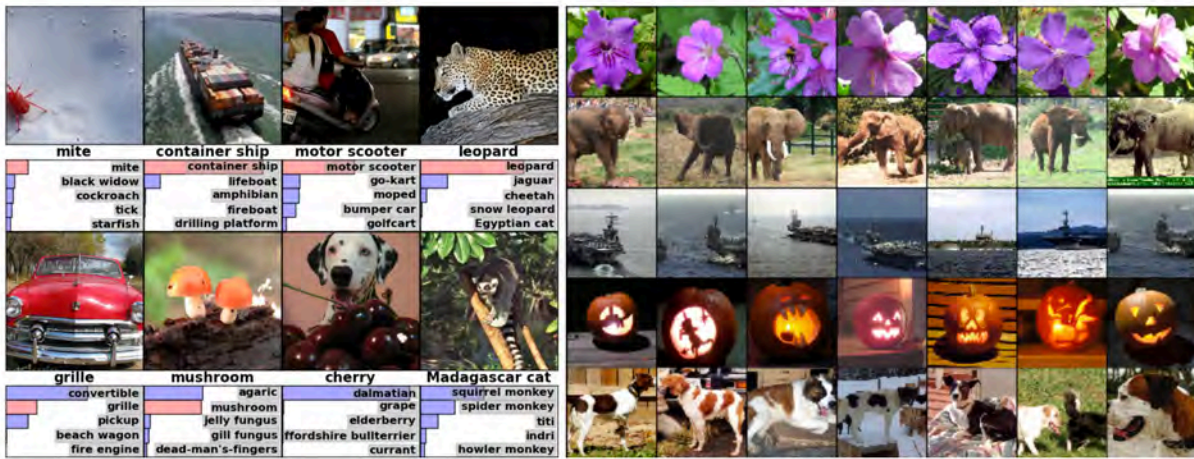 mite
container ship
motor scooter
leopard
mite
black widow
cockroach
tick
starfish
container ship
lifeboat
amphibian
fireboat
drilling platform
motor scooter
go-kart
moped
bumper car
golfcart
leopard
jaguar
cheetah
snow leopard
Egyptian cat
grille
mushroom
cherry
Madagascar cat
convertible
grille
pickup
beach wagon
fire engine
agaric
mushroom
jelly fungus
gill fungus
dead-man's-fingers
dalmatian
grape
elderberry
ffordshire bullterrier
currant
squirrel monkey
spider monkey
titi
indri
howler monkey